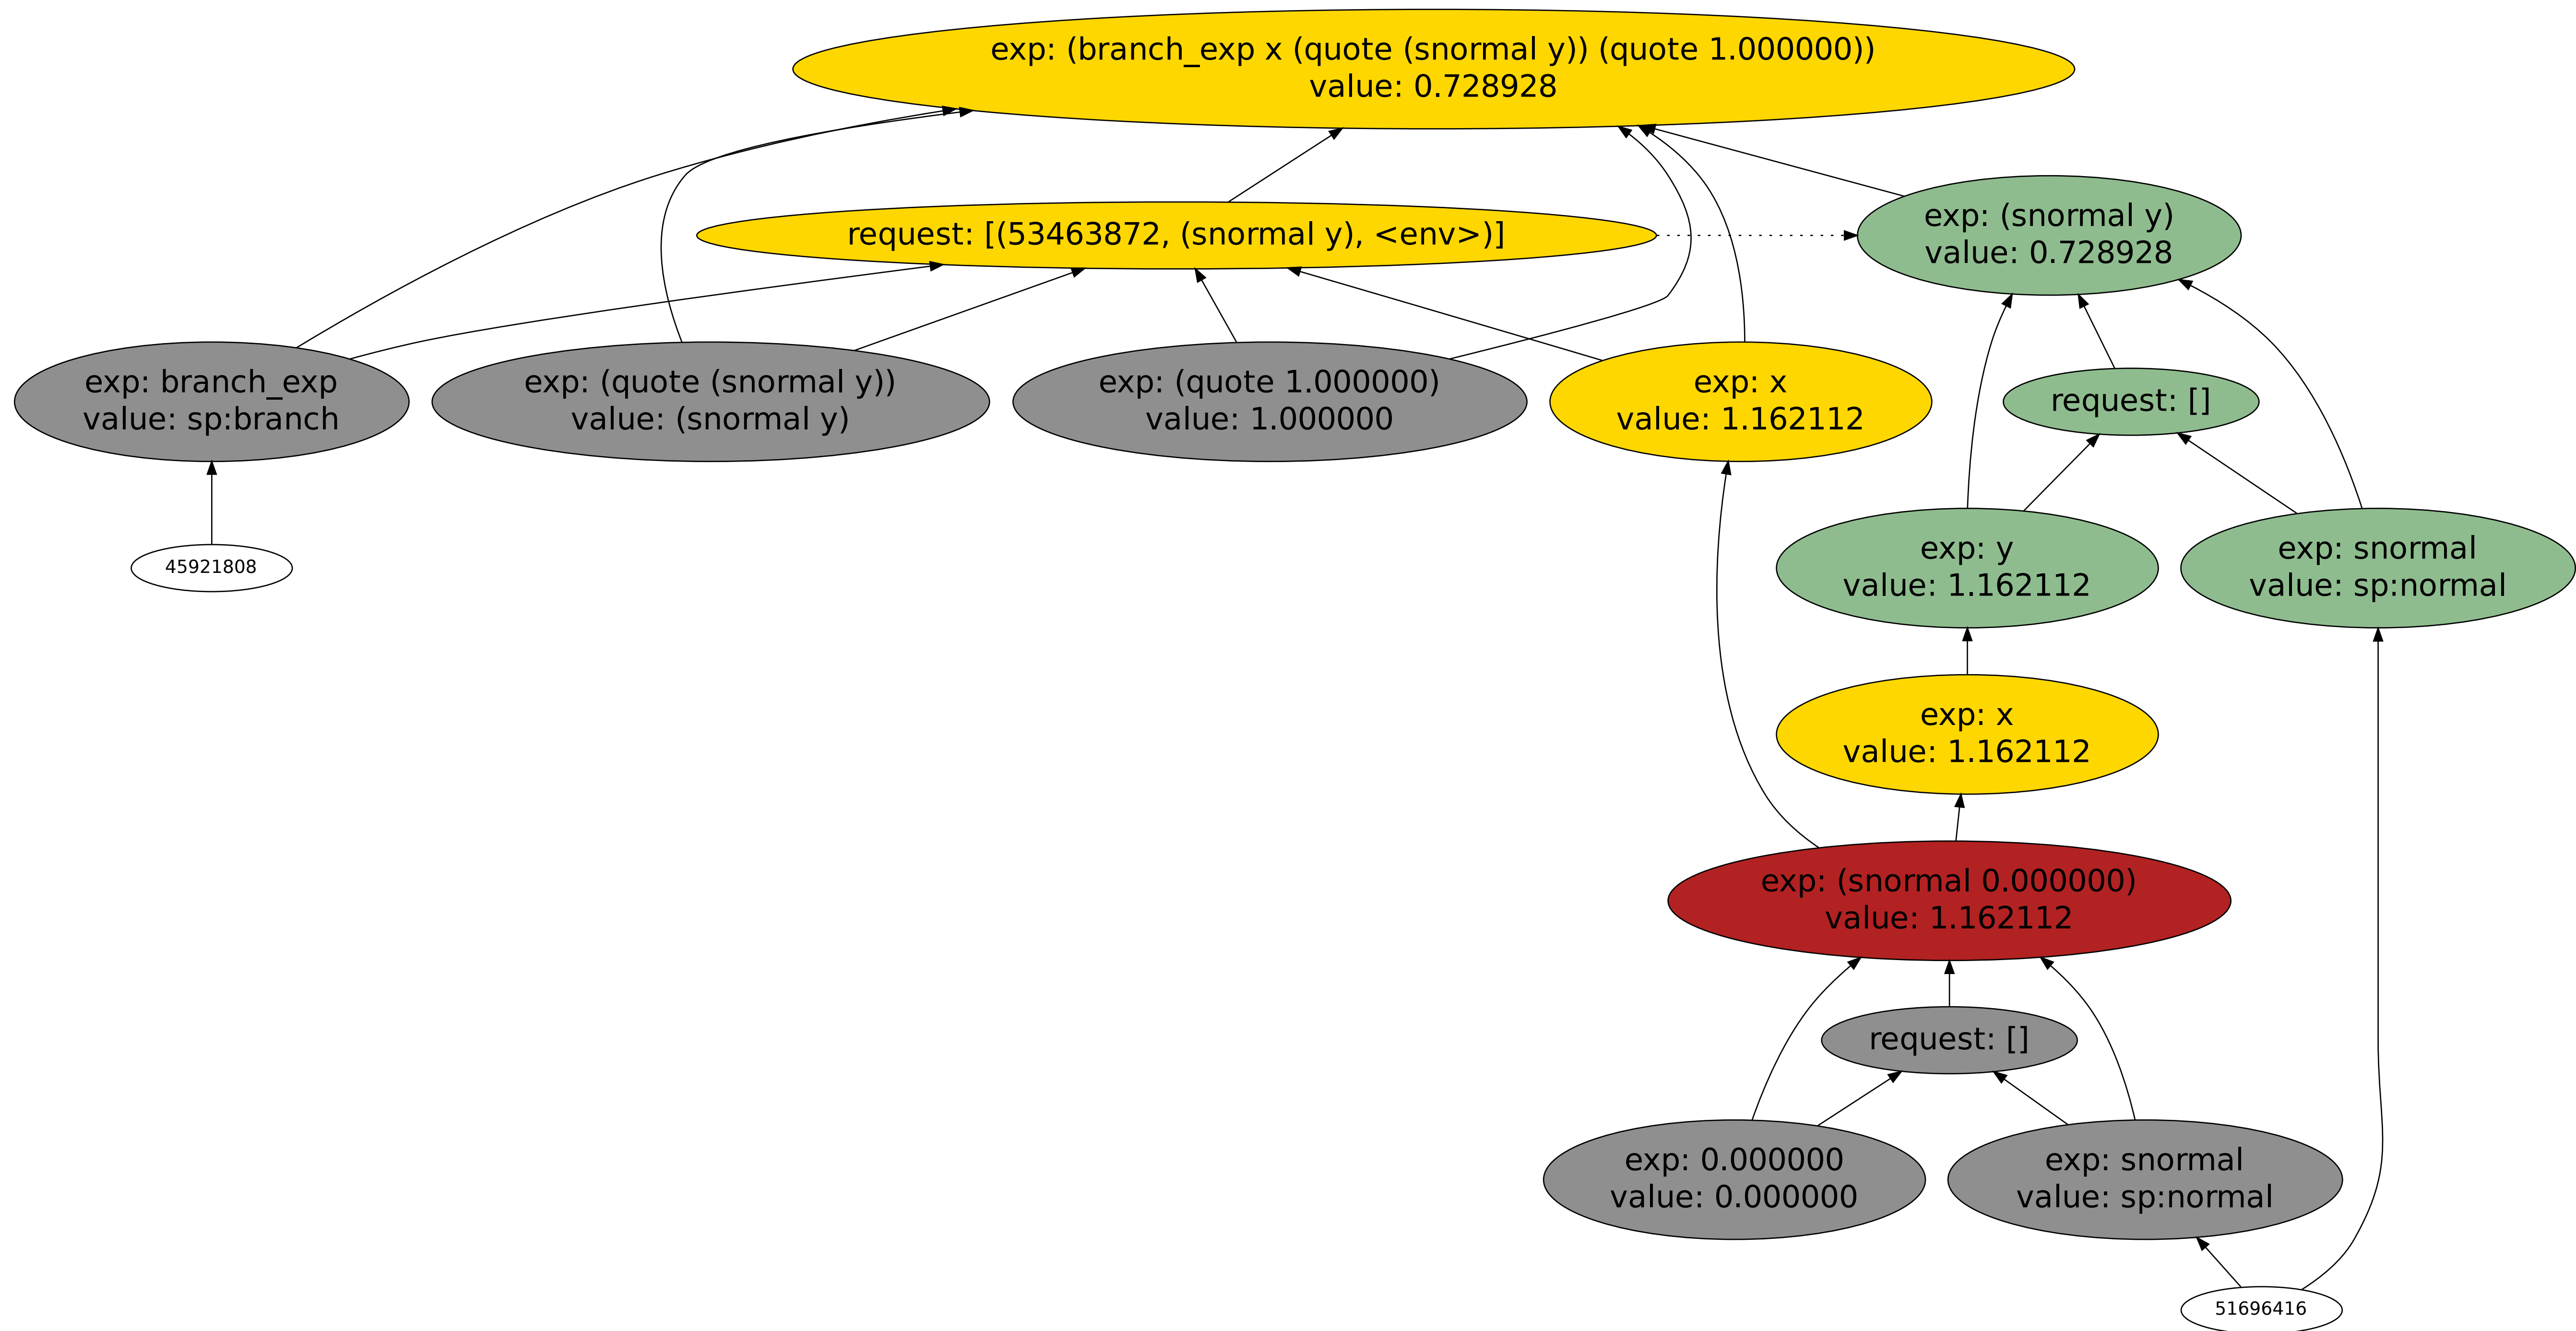 exp: (branch_exp x (quote (snormal y)) (quote 1.000000))
value: 0.728928
request: [(53463872, (snormal y), <env>)]
exp: (snormal y)
value: 0.728928
exp: branch_exp
value: sp:branch
exp: (quote (snormal y))
value: (snormal y)
exp: (quote 1.000000)
value: 1.000000
exp: x
value: 1.162112
request: []
45921808
exp: y
value: 1.162112
exp: snormal
value: sp:normal
exp: x
value: 1.162112
exp: (snormal 0.000000)
value: 1.162112
request: []
exp: 0.000000
value: 0.000000
exp: snormal
value: sp:normal
51696416